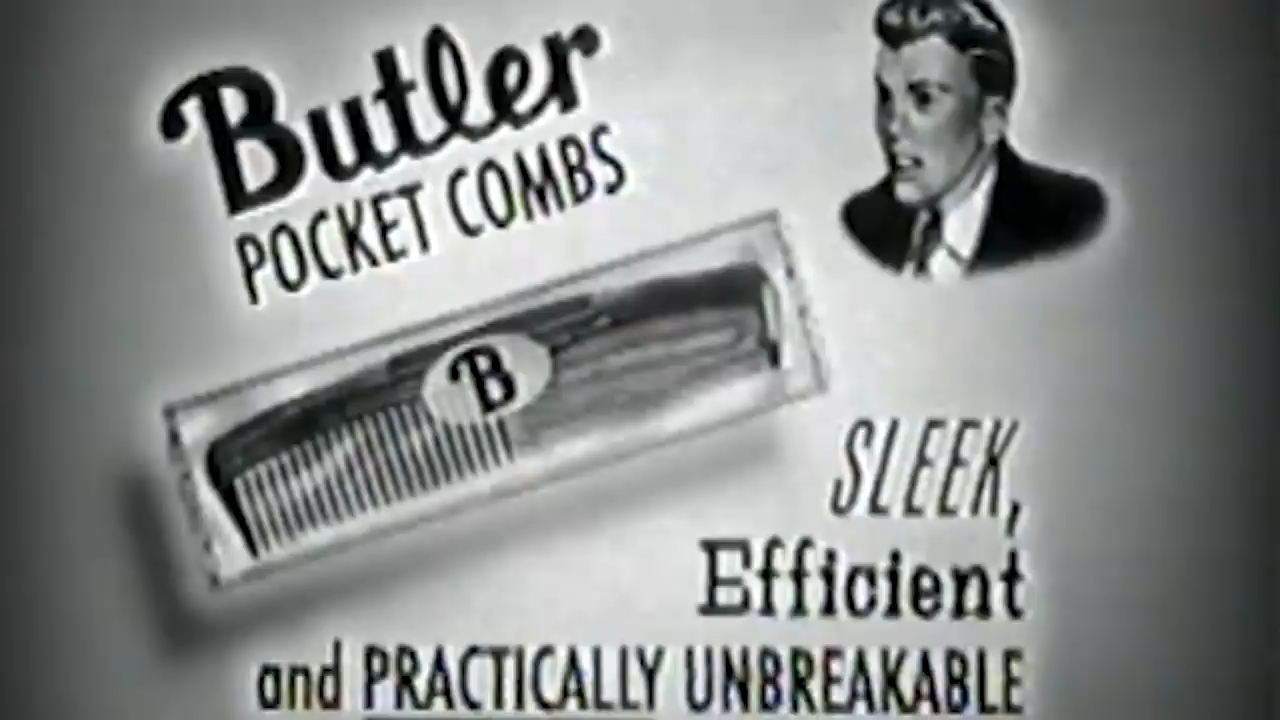 Butler
POCKET COMBS
B
SLEEK,
Efficient
and PRACTICALLY UNBREAKABLE